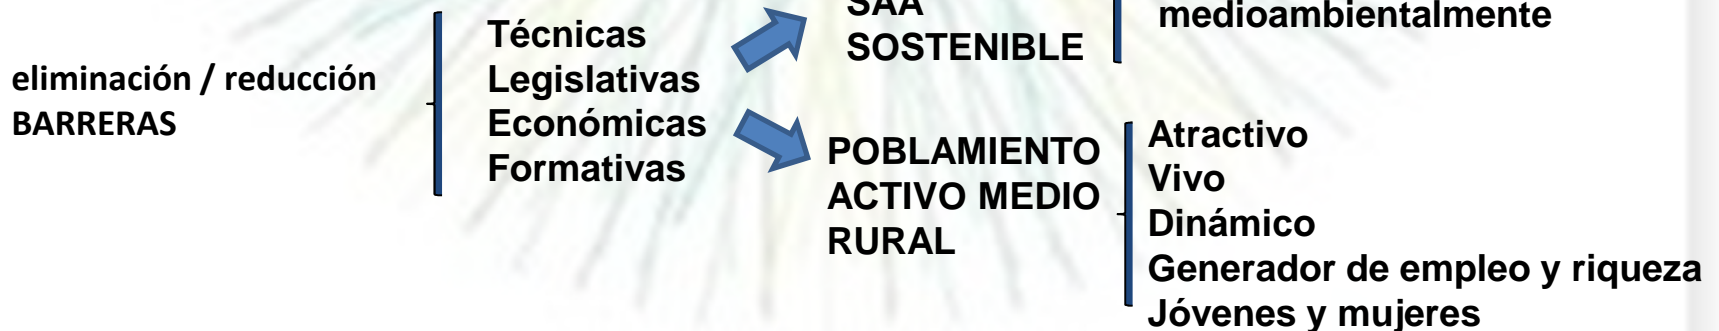 eliminación / reducción
BARRERAS
Técnicas
Legislativas
Económicas
Formativas
SAA
SOSTENIBLE
medioambientalmente
POBLAMIENTO
ACTIVO MEDIO
RURAL
Atractivo
Vivo
Dinámico
Generador de empleo y riqueza
Jóvenes y mujeres